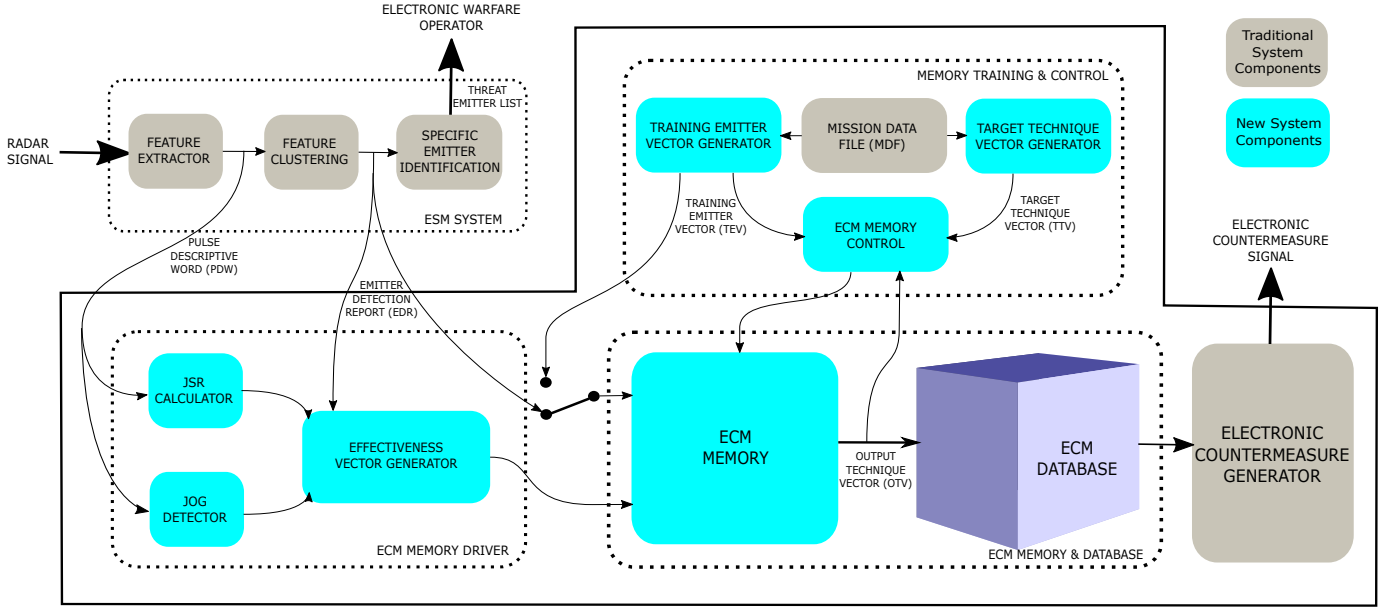 ELECTRONIC WARFARE
OPERATOR
THREAT
EMITTER LIST
RADAR
SIGNAL
FEATURE
EXTRACTOR
FEATURE
CLUSTERING
SPECIFIC
EMITTER
IDENTIFICATION
ESM SYSTEM
PULSE
DESCRIPTIVE
WORD (PDW)
EMITTER
DETECTION
REPORT (EDR)
MEMORY TRAINING & CONTROL
TRAINING EMITTER
VECTOR GENERATOR
MISSION DATA
FILE (MDF)
TARGET TECHNIQUE
VECTOR GENERATOR
TRAINING
EMITTER
VECTOR (TEV)
ECM MEMORY
CONTROL
TARGET
TECHNIQUE
VECTOR (TTV)
Traditional
System
Components
New System
Components
ELECTRONIC
COUNTERMEASURE
SIGNAL
JSR
CALCULATOR
JOG
DETECTOR
EFFECTIVENESS
VECTOR GENERATOR
ECM MEMORY DRIVER
ECM
MEMORY
OUTPUT
TECHNIQUE
VECTOR (OTV)
ECM
DATABASE
ECM MEMORY & DATABASE
ELECTRONIC
COUNTERMEASURE
GENERATOR